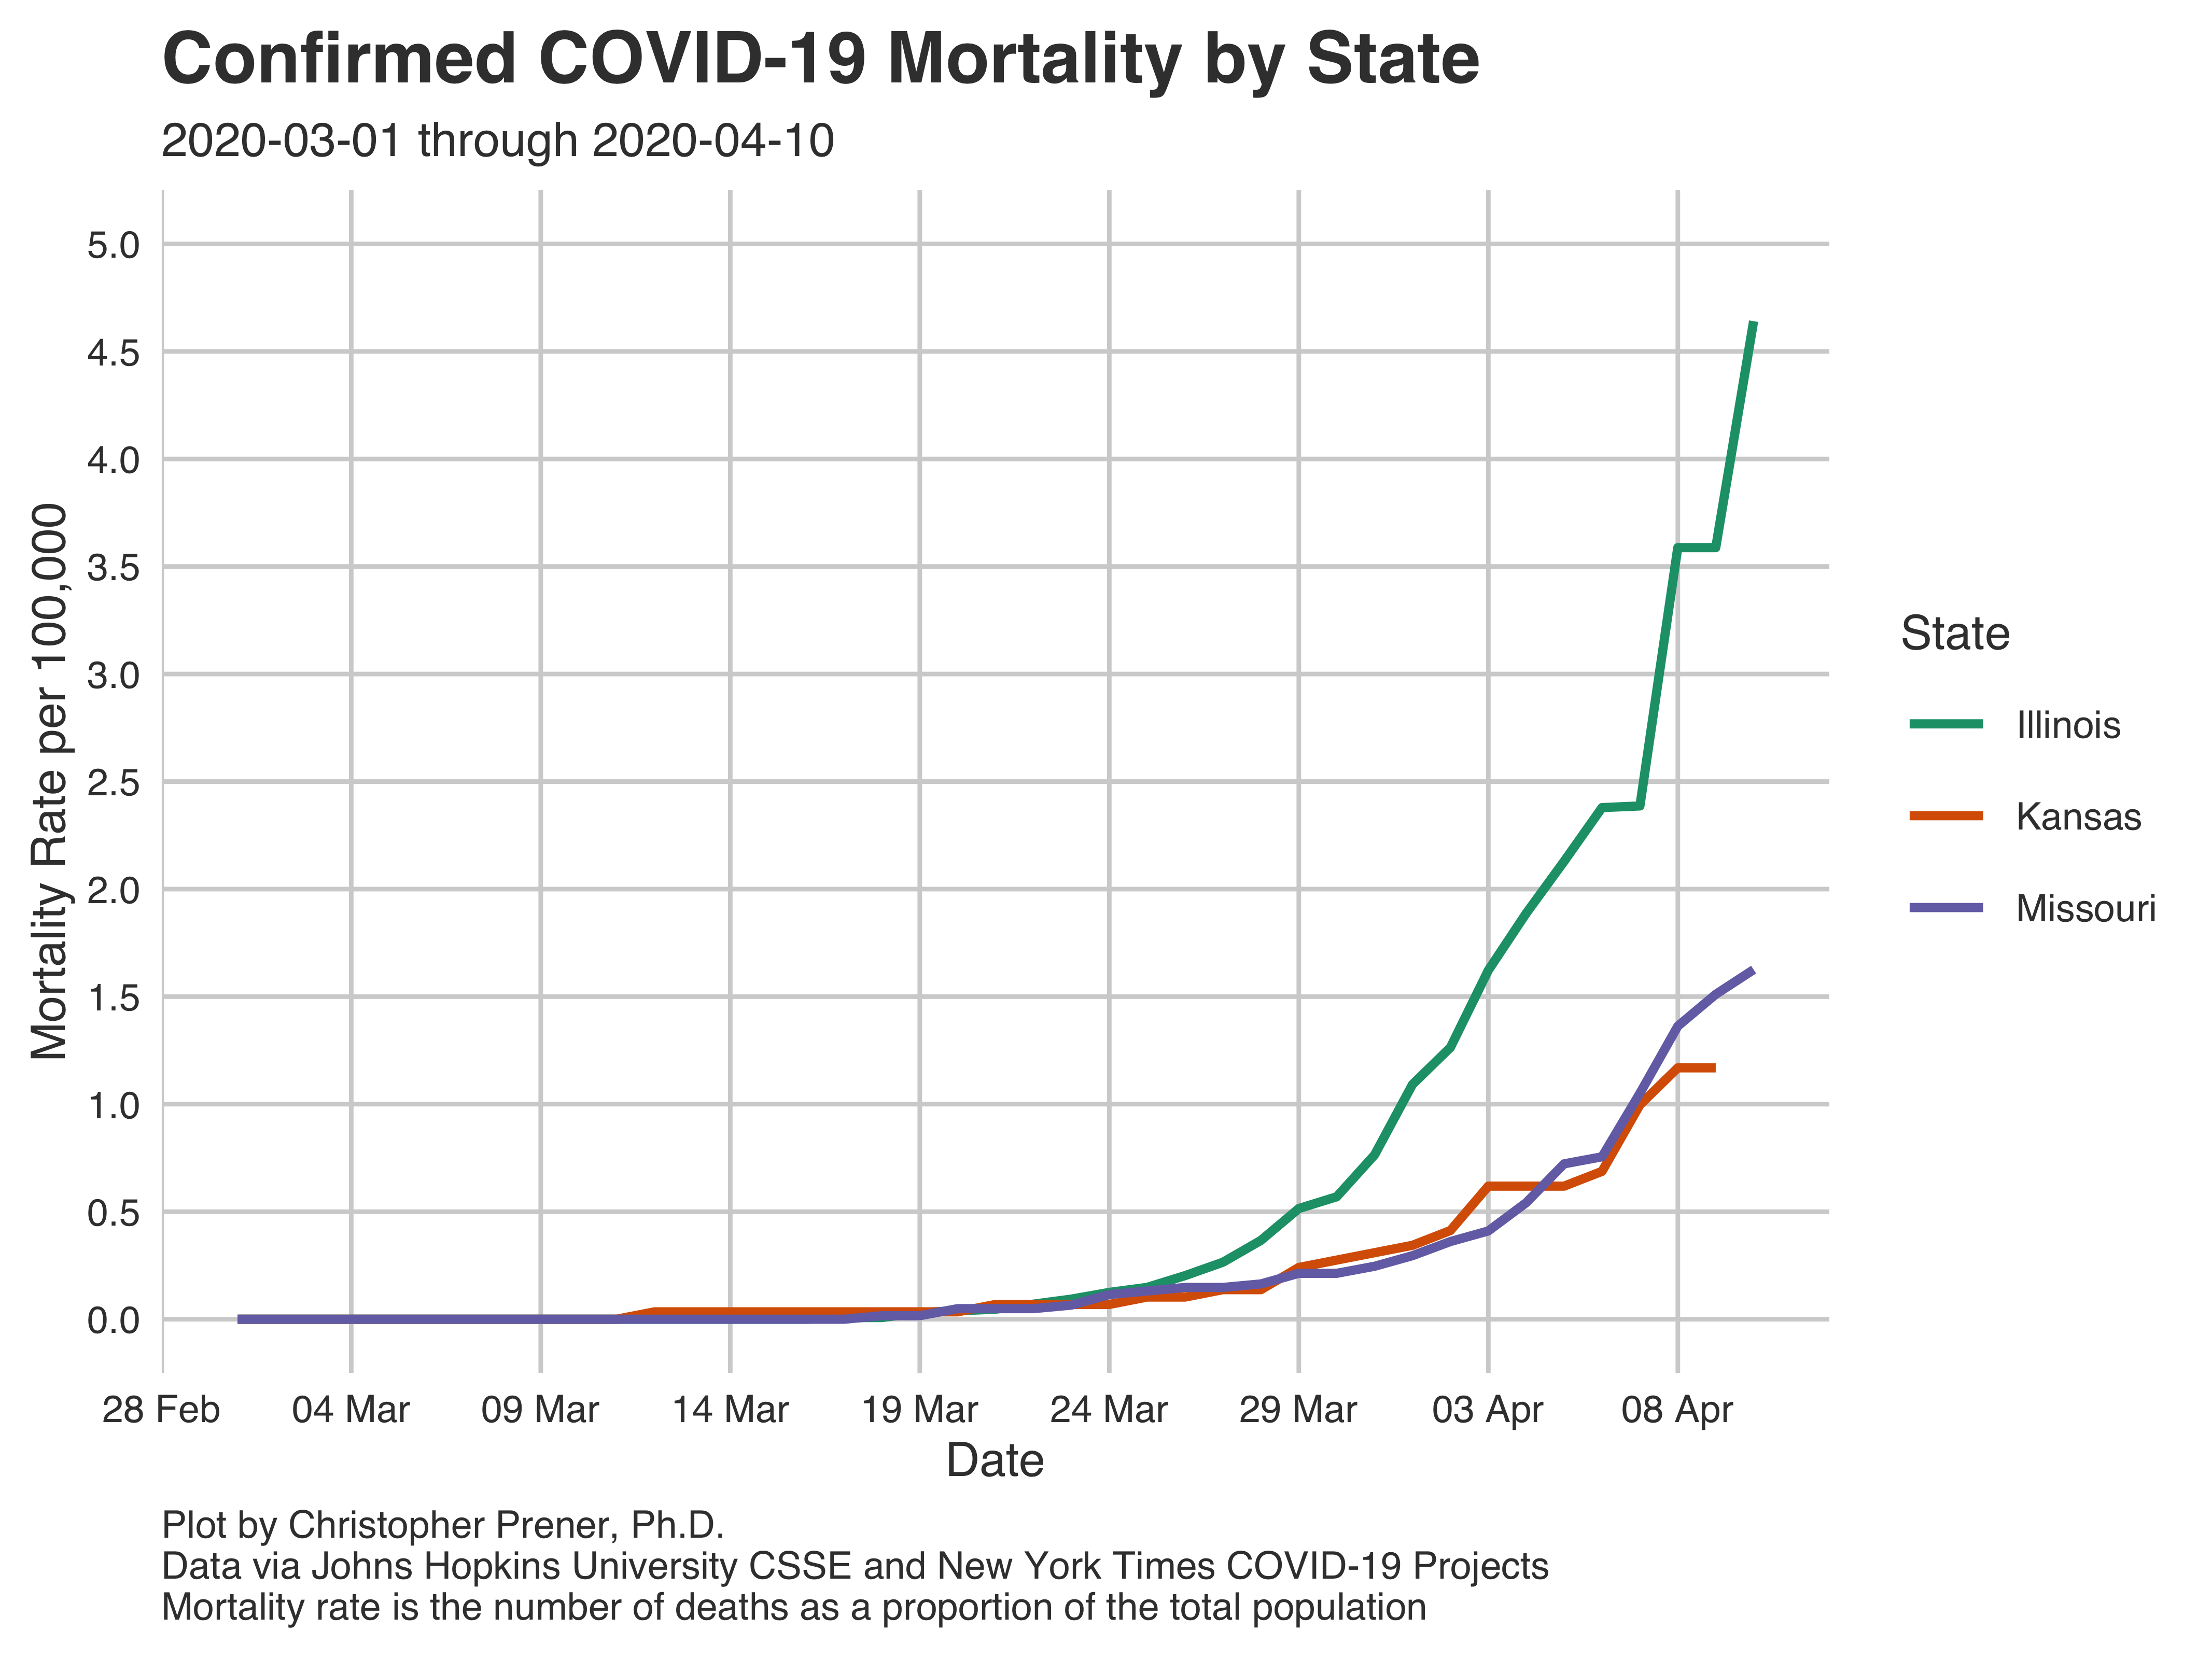 Confirmed COVID-19 Mortality by State
2020-03-01 through 2020-04-10
Mortality Rate per 100,000
5.0
4.5
4.0
3.5
3.0
2.5
2.0
1.5
1.0
0.5
0.0
28 Feb
04 Mar
09 Mar
14 Mar
19 Mar
24 Mar
29 Mar
03 Apr
08 Apr
Date
State
Illinois
Kansas
Missouri
Plot by Christopher Prener, Ph.D.
Data via Johns Hopkins University CSSE and New York Times COVID-19 Projects
Mortality rate is the number of deaths as a proportion of the total population